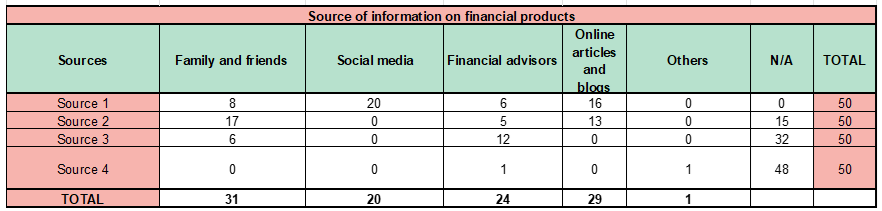 Source of information on financial products
Sources Family and friends Social media Financial advisors Online articles and blogs Others N/A TOTAL
Source 1 8 20 6 16 0 0 50
Source 2 17 0 5 13 0 15 50
Source 3 6 0 12 0 0 32 50
Source 4 0 0 1 0 1 48 50
TOTAL 31 20 24 29 1